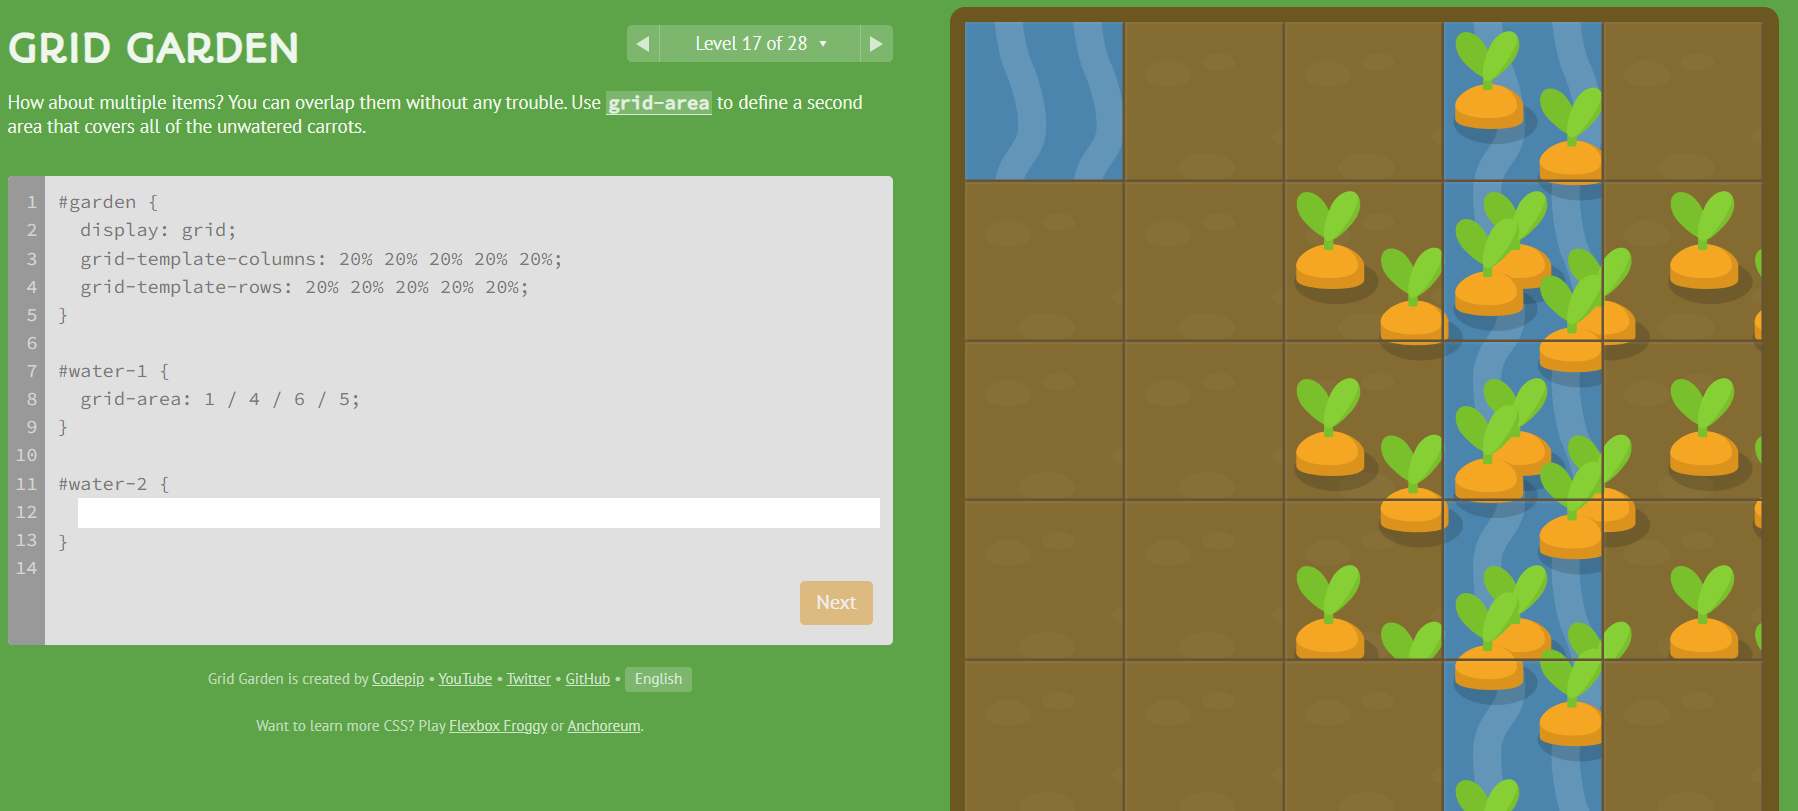 GRID GARDEN
◀ Level 17 of 28 ▾ ▶
How about multiple items? You can overlap them without any trouble. Use grid-area to define a second
area that covers all of the unwatered carrots.
1 #garden {
2 display: grid;
3 grid-template-columns: 20% 20% 20% 20% 20%;
4 grid-template-rows: 20% 20% 20% 20% 20%;
5 }
6
7 #water-1 {
8 grid-area: 1 / 4 / 6 / 5;
9 }
10
11 #water-2 {
12
13 }
14
Next
Grid Garden is created by Codepip • YouTube • Twitter • GitHub • English
Want to learn more CSS? Play Flexbox Froggy or Anchoreum.